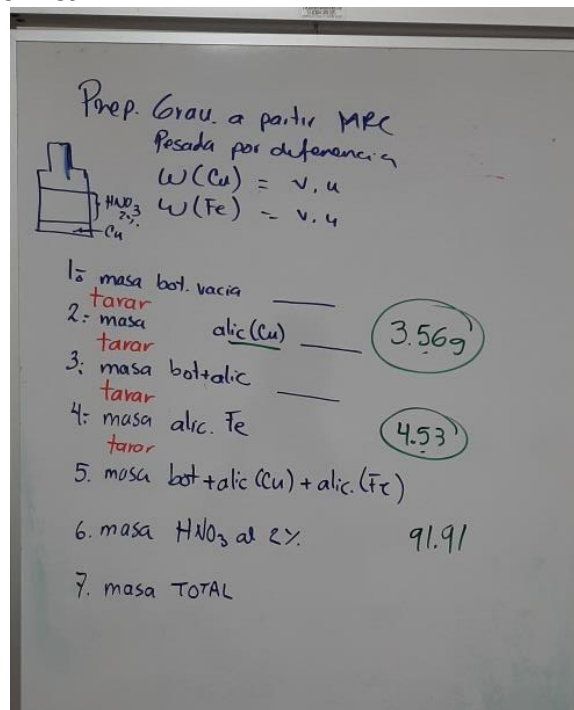 Prep. Grav. a partir MRC
Pesada por diferencia
W(Cu) = v. u
W(Fe) = v. u
HNO3
2%.
Cu
1º masa bot. vacia
tarar
2: masa alic(Cu) 3.56g
tarar
3: masa bot+alic
tarar
4: masa alic. Fe 4.53
tarar
5. masa bot+alic (Cu) + alic. (Fe)
6. masa HNO3 al 2%. 91.91
7. masa TOTAL